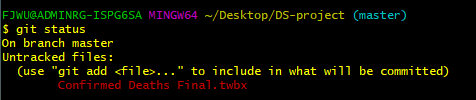 FJWU@ADMINRG-ISPG6SA MINGW64 ~/Desktop/DS-project (master)
$ git status
On branch master
Untracked files:
  (use "git add <file>..." to include in what will be committed)
        Confirmed Deaths Final.twbx